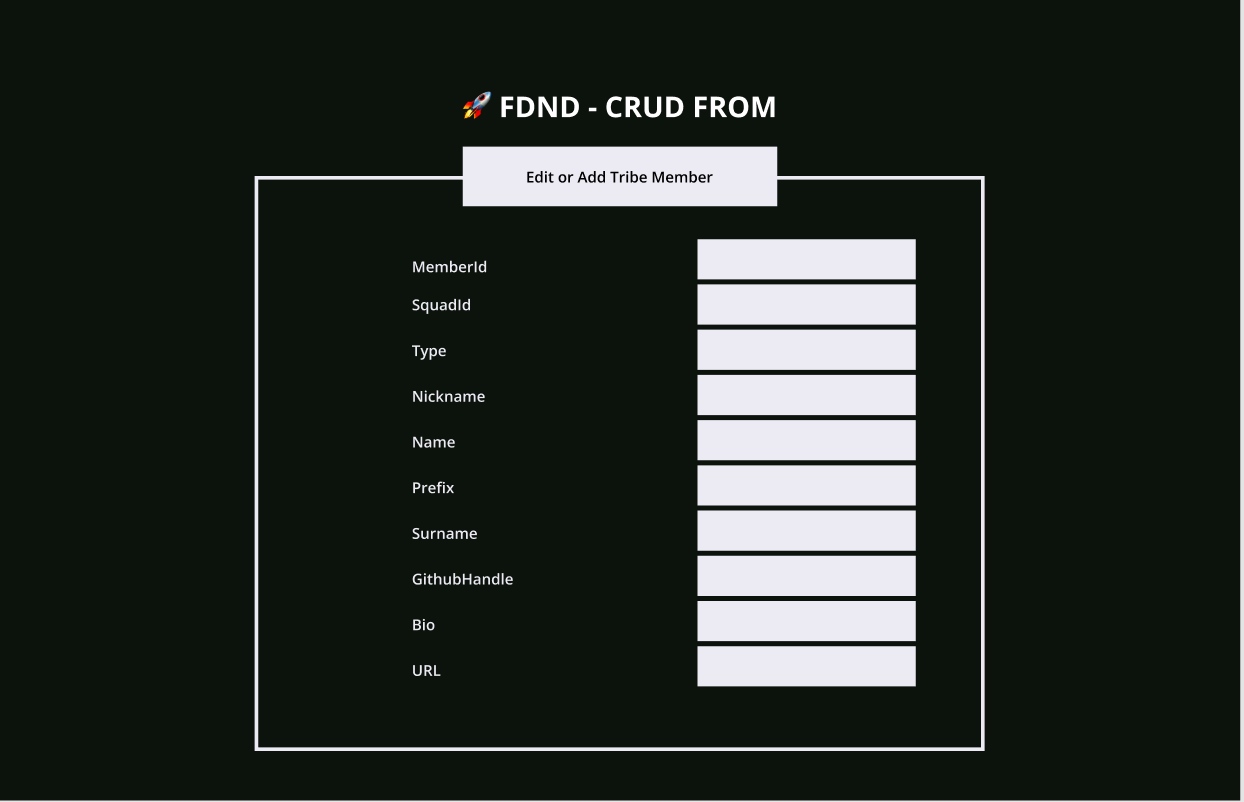 🚀 FDND - CRUD FROM
Edit or Add Tribe Member
MemberId
SquadId
Type
Nickname
Name
Prefix
Surname
GithubHandle
Bio
URL